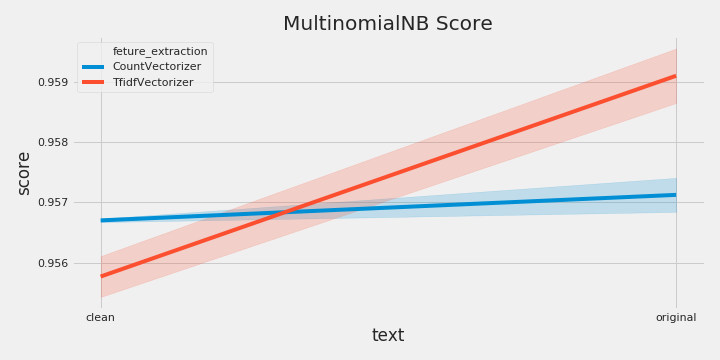 MultinomialNB Score
feture_extraction
CountVectorizer
TfidfVectorizer
score
0.959
0.958
0.957
0.956
clean
original
text